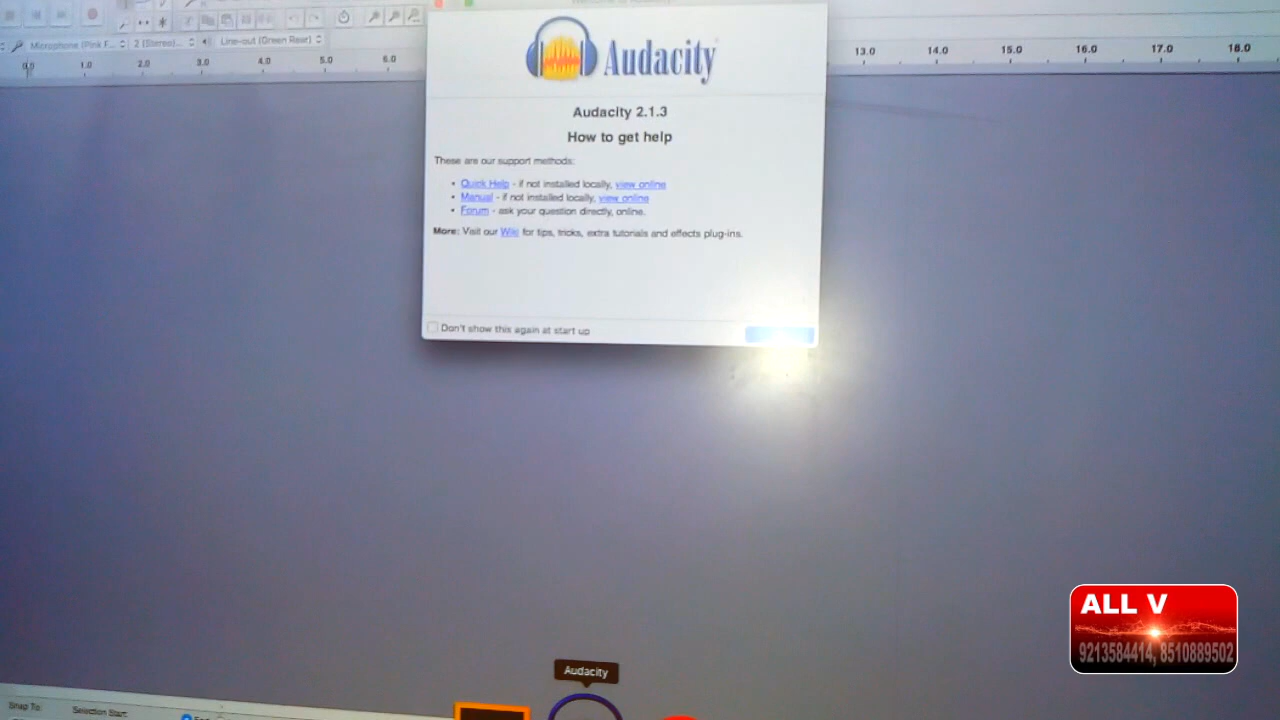 Microphone (Pink F...
2 (Stereo)...
Line-out (Green Rear)
0.0 1.0 2.0 3.0 4.0 5.0 6.0 13.0 14.0 15.0 16.0 17.0 18.0
Audacity
Audacity 2.1.3
How to get help
These are our support methods:
• Quick Help - if not installed locally, view online
• Manual - if not installed locally, view online
• Forum - ask your question directly, online.
More: Visit our Wiki for tips, tricks, extra tutorials and effects plug-ins.
Don't show this again at start up
ALL V
9213584414, 8510889502
Audacity
Snap To
Selection Start
End